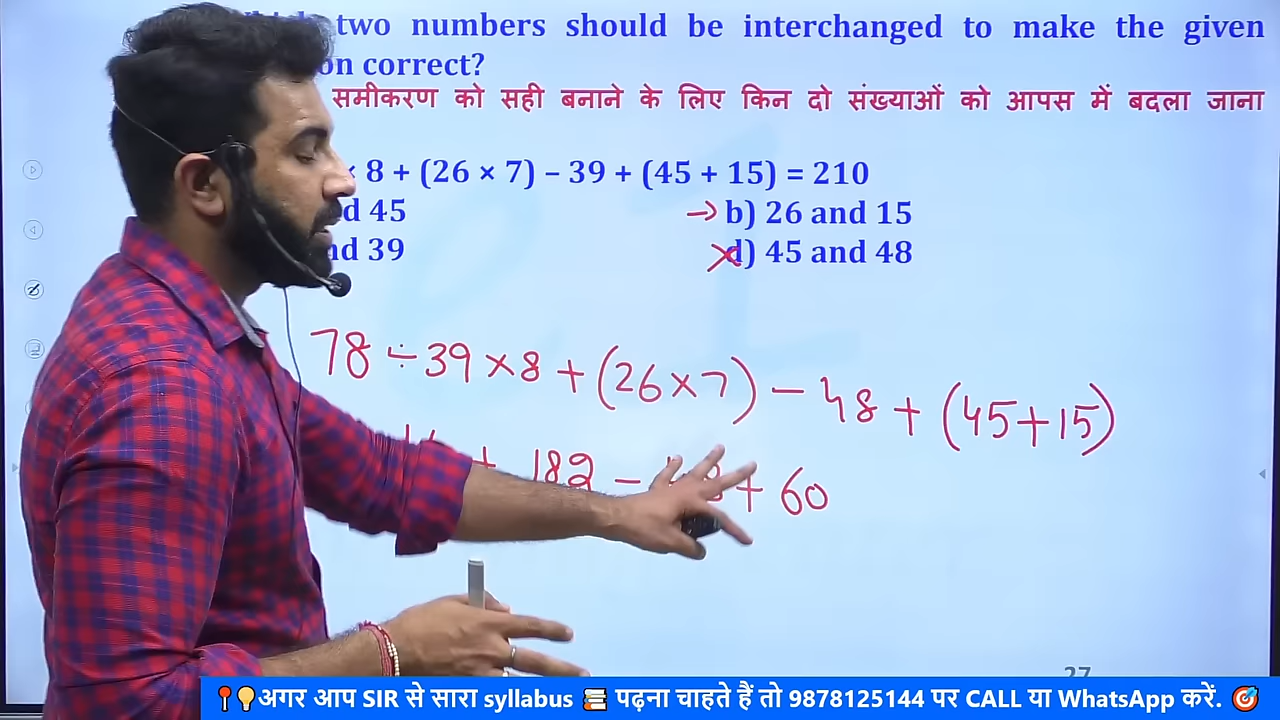 two numbers should be interchanged to make the given
on correct?
समीकरण को सही बनाने के लिए किन दो संख्याओं को आपस में बदला जाना
8 + (26 × 7) – 39 + (45 + 15) = 210
d 45
→ b) 26 and 15
nd 39
d) 45 and 48
78 ÷ 39 × 8 + (26 × 7) – 48 + (45 + 15)
+ 182 – + 60
27
अगर आप SIR से सारा syllabus पढ़ना चाहते हैं तो 9878125144 पर CALL या WhatsApp करें.